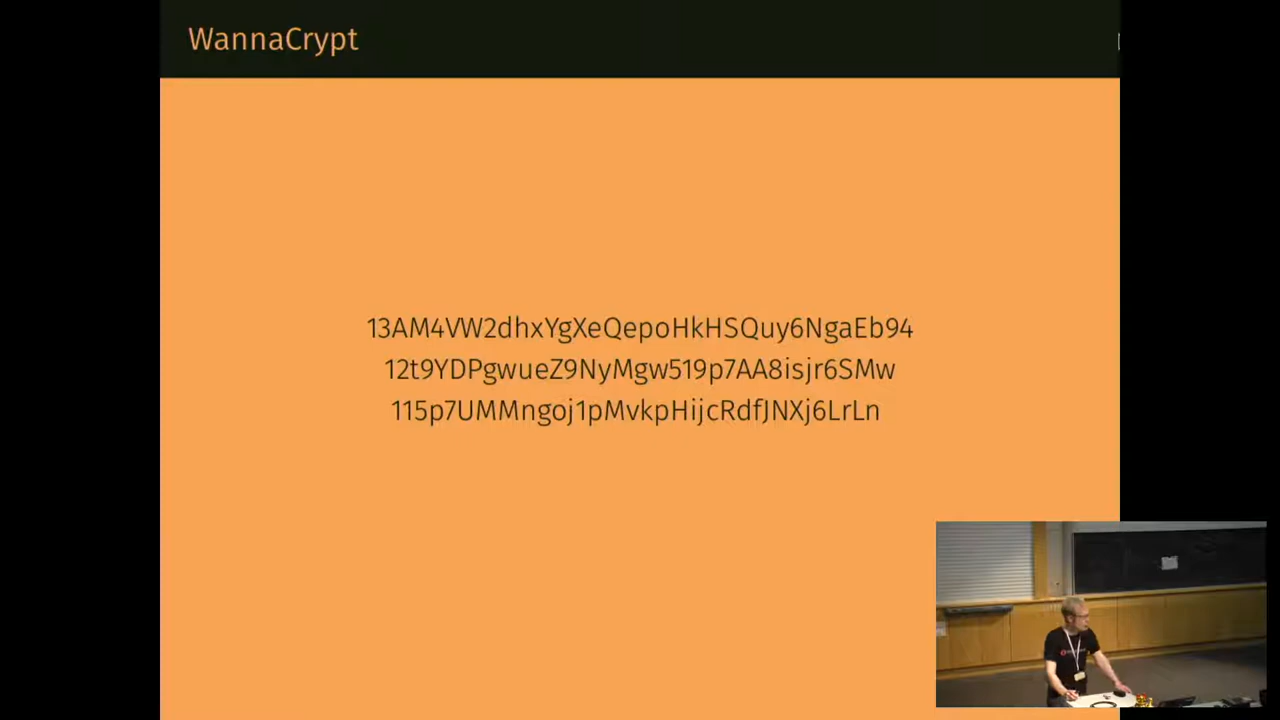 WannaCrypt
13AM4VW2dhxYgXeQepoHkHSQuy6NgaEb94
12t9YDPgwueZ9NyMgw519p7AA8isjr6SMw
115p7UMMngoj1pMvkpHijcRdfJNXj6LrLn